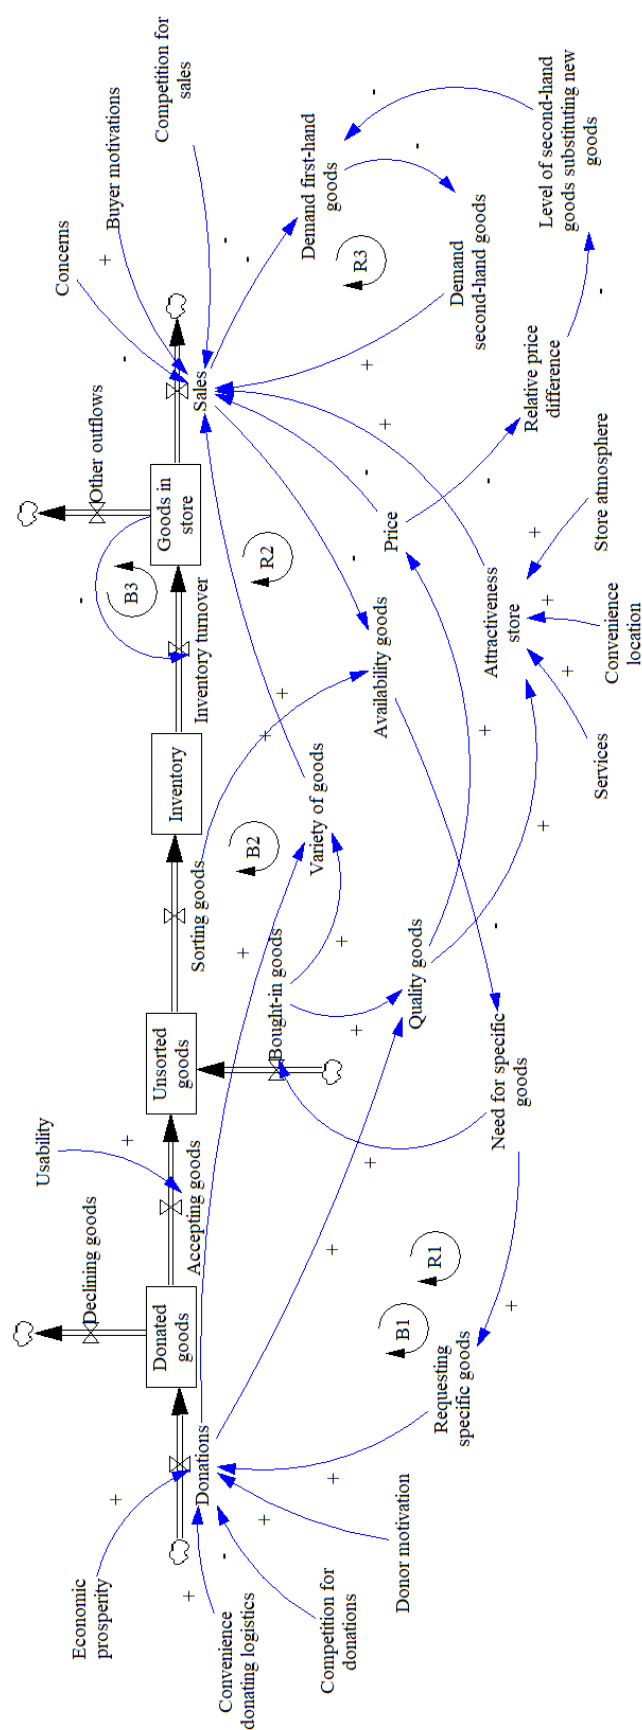 Economic
prosperity
+
Convenience
donating logistics
+
Competition for
donations
-
Donor motivation
+
Donations
Requesting
specific goods
+
Donated
goods
Declining goods
Usability
+
Accepting goods
B1
R1
+
+
+
Need for specific
goods
-
Unsorted
goods
Bought-in goods
+
+
+
Quality goods
+
+
Sorting goods
Variety of goods
B2
+
+
Inventory
Inventory turnover
B3
-
R2
Availability goods
-
Goods in
store
Other outflows
Price
-
-
Attractiveness
store
+
Services
+
Convenience
location
+
Store atmosphere
+
Sales
Concerns
-
Buyer motivations
+
Competition for
sales
-
-
Demand first-hand
goods
-
R3
Demand
second-hand goods
+
Relative price
difference
-
Level of second-hand
goods substituting new
goods
-